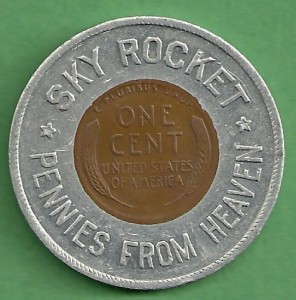 SKY ROCKET
E PLURIBUS UNUM
ONE
CENT
UNITED STATES
OF AMERICA
PENNIES FROM HEAVEN